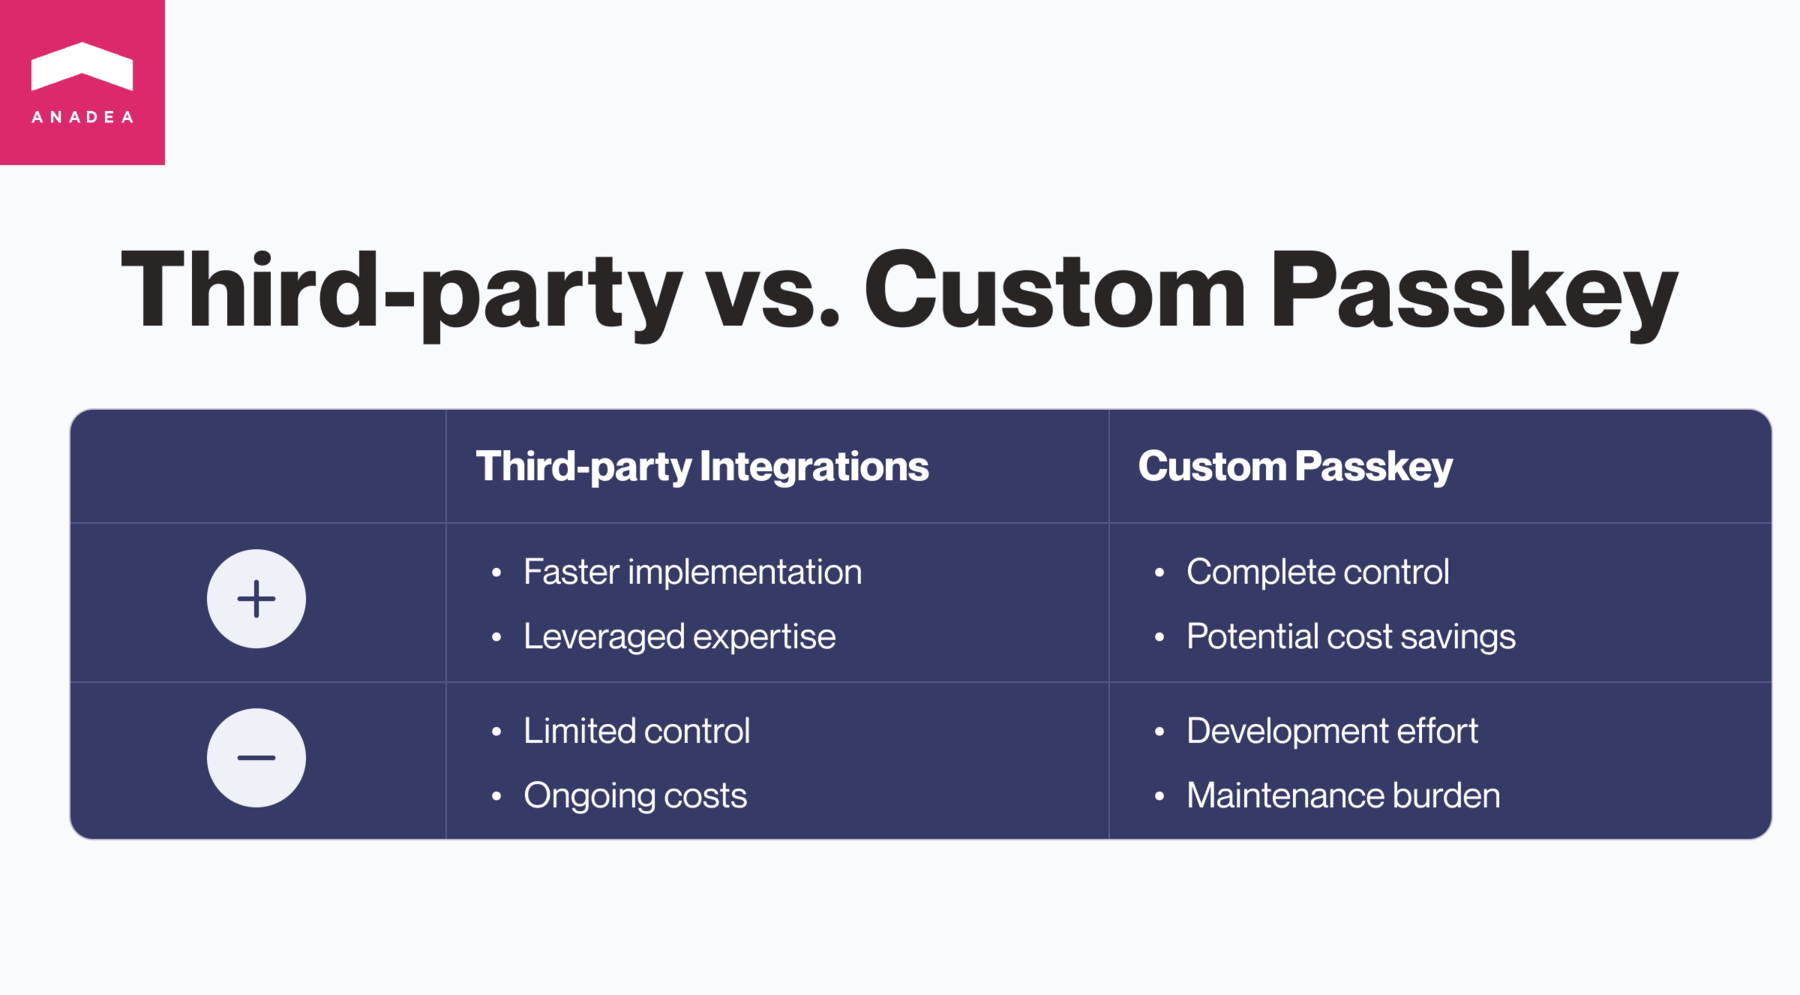 ANADEA
Third-party vs. Custom Passkey
Third-party Integrations
Custom Passkey
• Faster implementation
• Leveraged expertise
• Complete control
• Potential cost savings
• Limited control
• Ongoing costs
• Development effort
• Maintenance burden